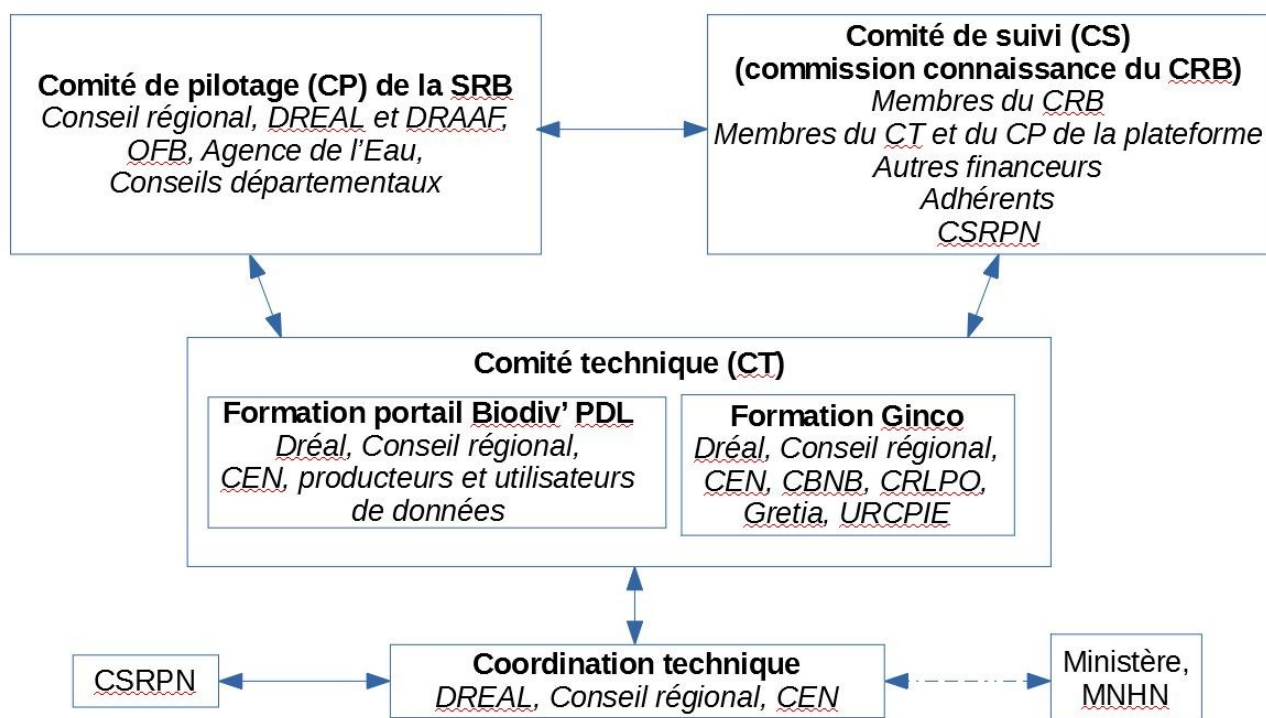 Comité de pilotage (CP) de la SRB
Conseil régional, DREAL et DRAAF,
OFB, Agence de l’Eau,
Conseils départementaux
Comité de suivi (CS)
(commission connaissance du CRB)
Membres du CRB
Membres du CT et du CP de la plateforme
Autres financeurs
Adhérents
CSRPN
Comité technique (CT)
Formation portail Biodiv’ PDL
Dréal, Conseil régional,
CEN, producteurs et utilisateurs
de données
Formation Ginco
Dréal, Conseil régional,
CEN, CBNB, CRLPO,
Gretia, URCPIE
CSRPN
Coordination technique
DREAL, Conseil régional, CEN
Ministère,
MNHN